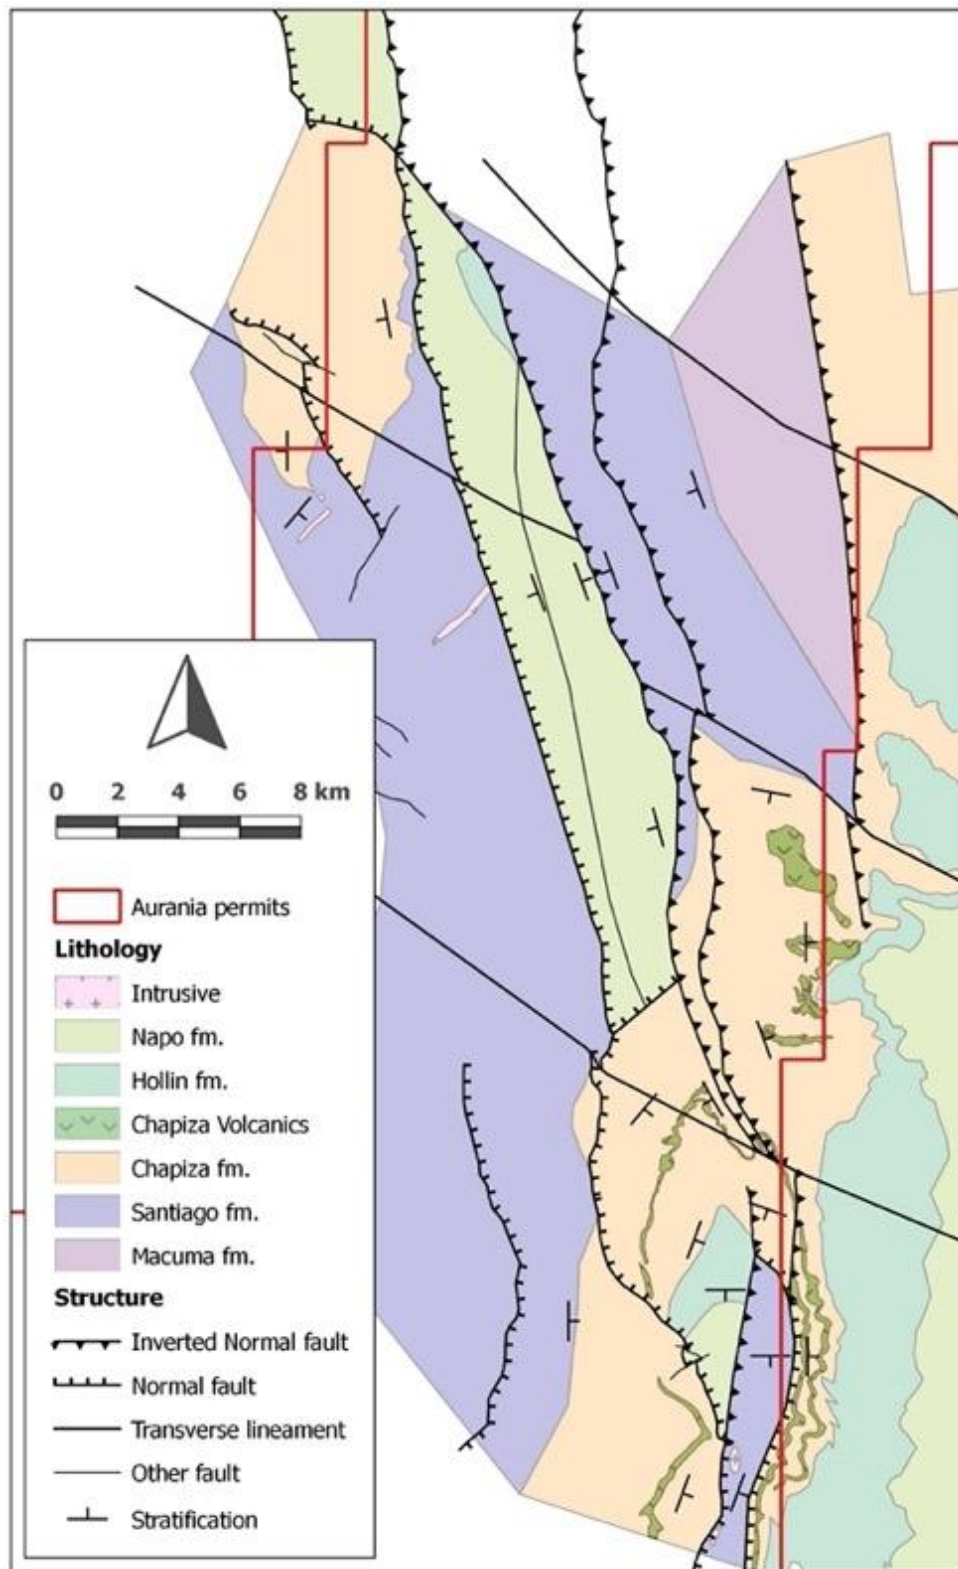 0 2 4 6 8 km
Aurania permits
Lithology
Intrusive
Napo fm.
Hollin fm.
Chapiza Volcanics
Chapiza fm.
Santiago fm.
Macuma fm.
Structure
Inverted Normal fault
Normal fault
Transverse lineament
Other fault
Stratification